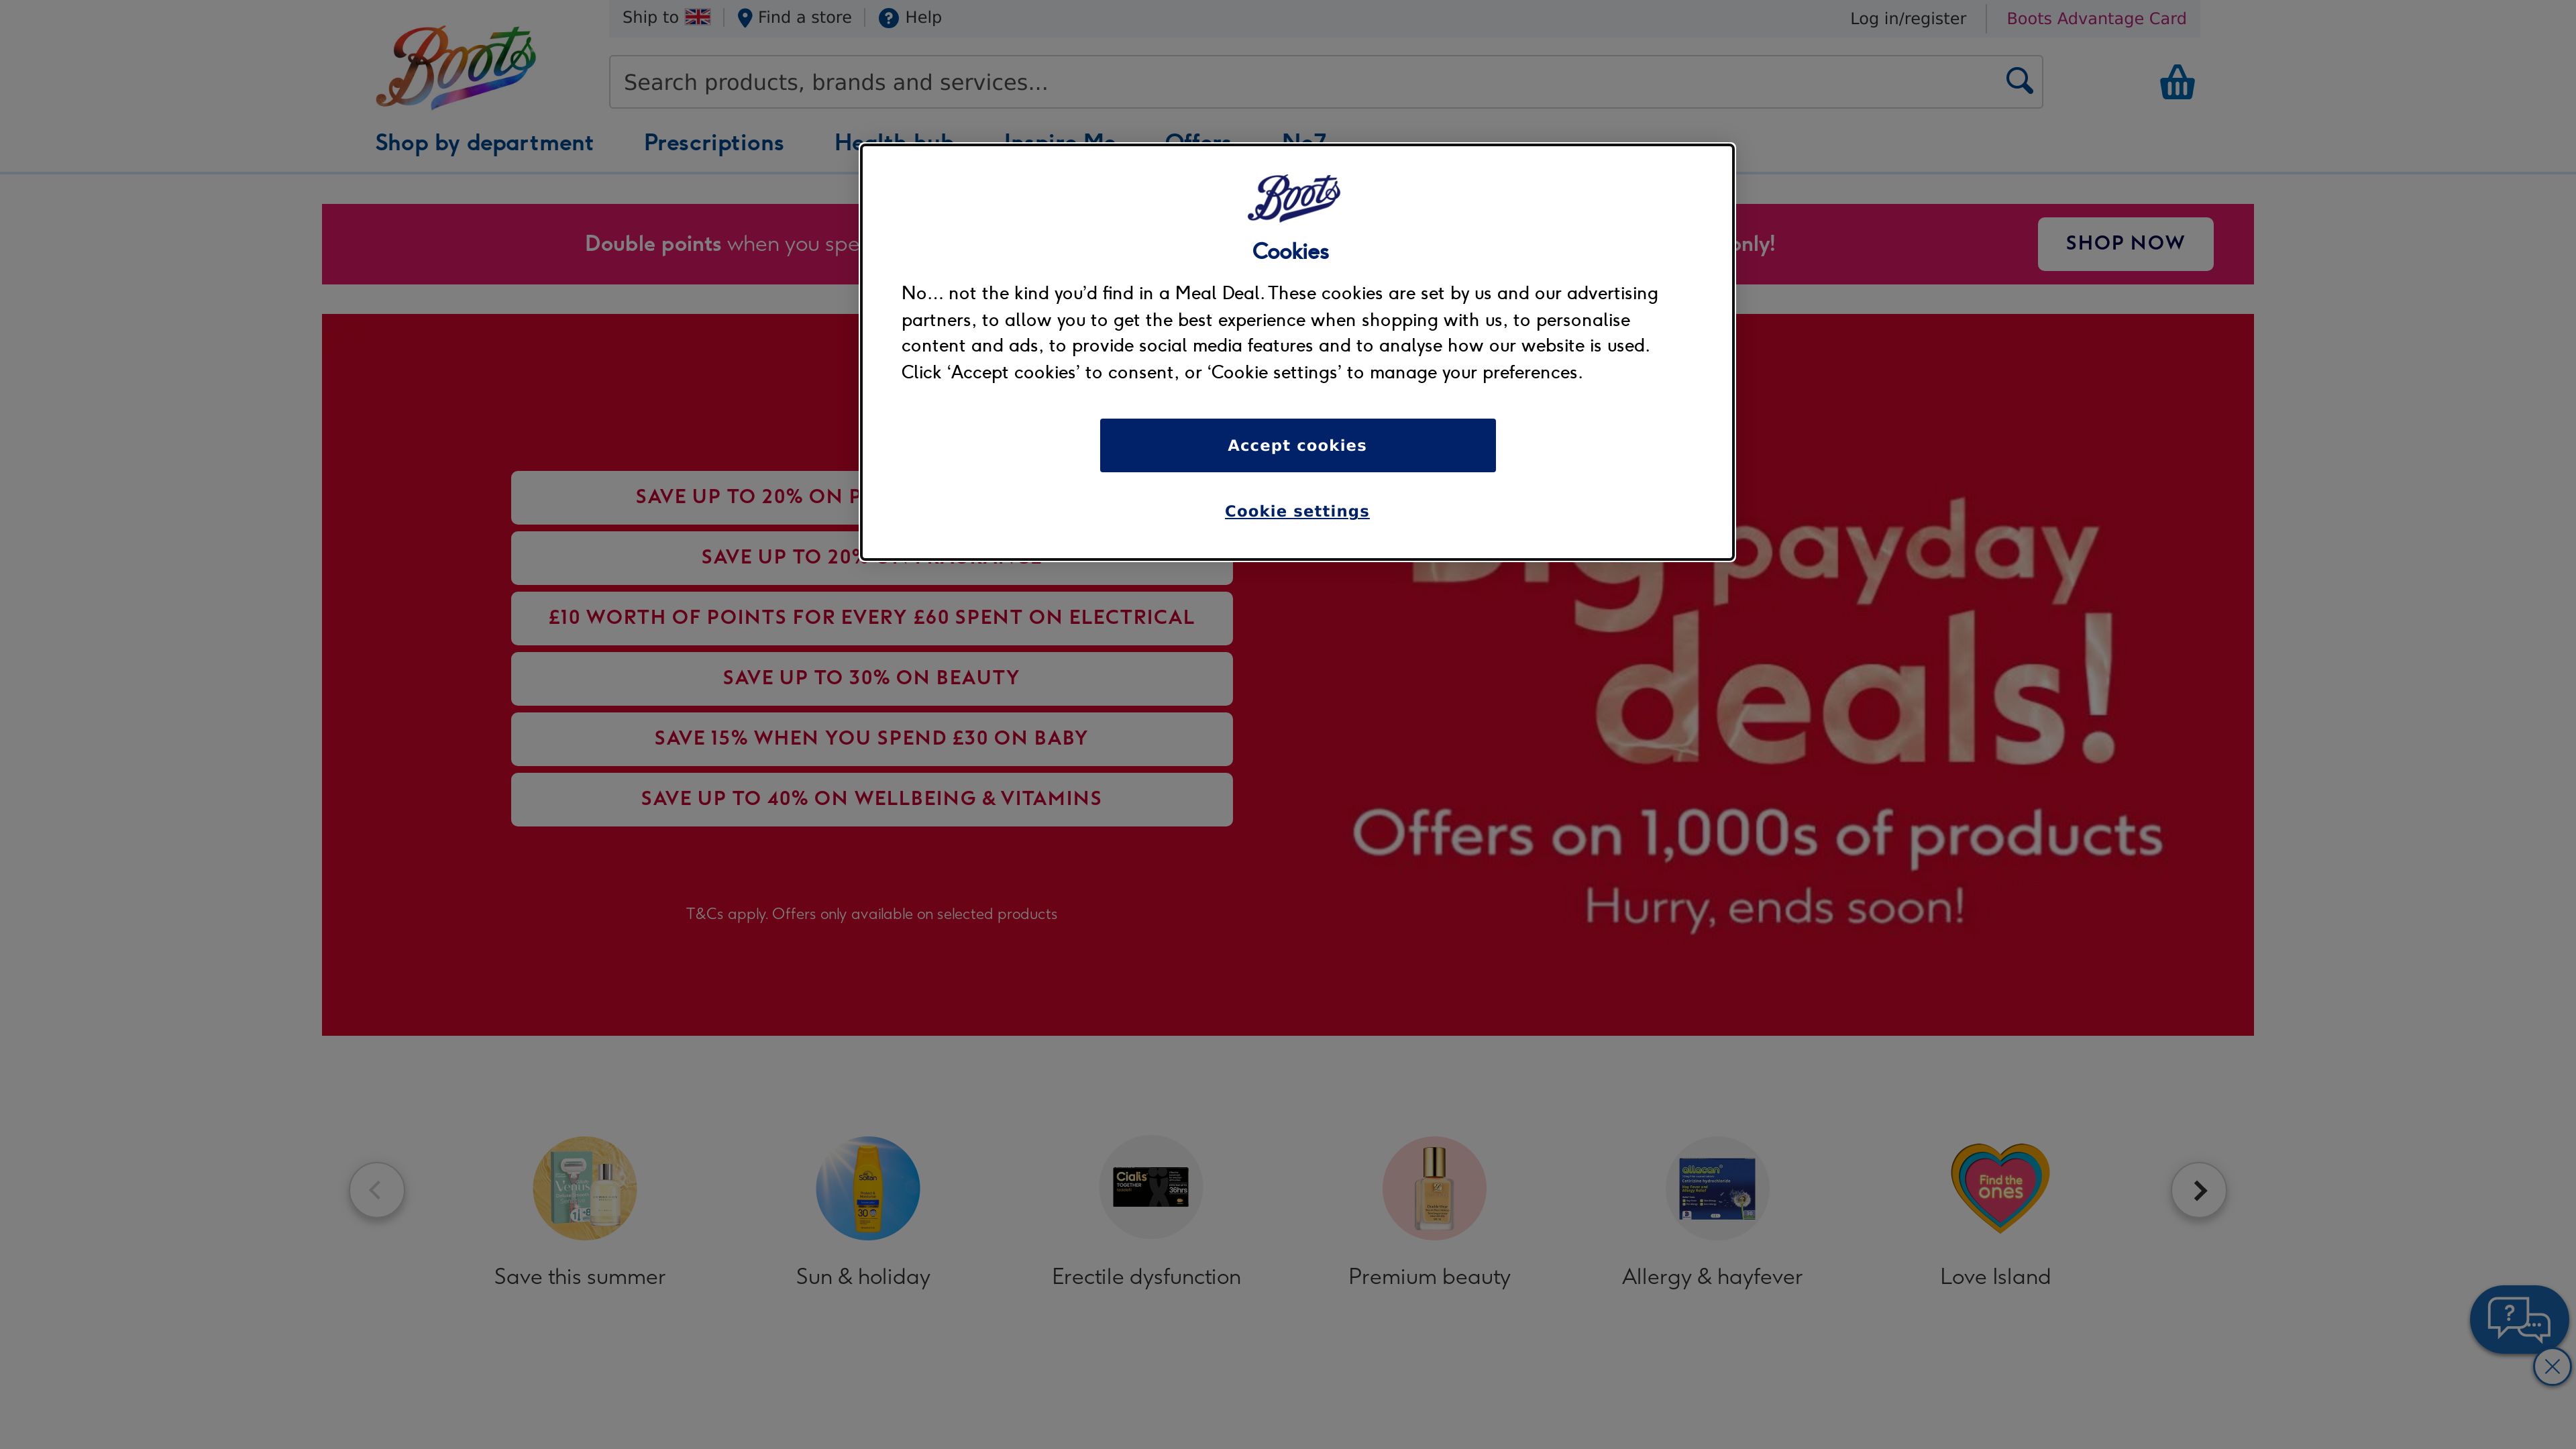 Boots
Ship to
Find a store
? Help
Log in/register
Boots Advantage Card
Search products, brands and services...
Shop by department
Prescriptions
Health hub
Inspire Me
Offers
No7
Double points when you spe
only!
SHOP NOW
Boots
Cookies
No… not the kind you’d find in a Meal Deal. These cookies are set by us and our advertising
partners, to allow you to get the best experience when shopping with us, to personalise
content and ads, to provide social media features and to analyse how our website is used.
Click ‘Accept cookies’ to consent, or ‘Cookie settings’ to manage your preferences.
Accept cookies
Cookie settings
SAVE UP TO 20% ON P
SAVE UP TO 20% ON FRAGRANCE
£10 WORTH OF POINTS FOR EVERY £60 SPENT ON ELECTRICAL
SAVE UP TO 30% ON BEAUTY
SAVE 15% WHEN YOU SPEND £30 ON BABY
SAVE UP TO 40% ON WELLBEING & VITAMINS
T&Cs apply. Offers only available on selected products
Big payday
deals!
Offers on 1,000s of products
Hurry, ends soon!
Venus
Soltan
30
Cialis
TOGETHER
36hrs
allacan
Find the
ones
Save this summer
Sun & holiday
Erectile dysfunction
Premium beauty
Allergy & hayfever
Love Island
?